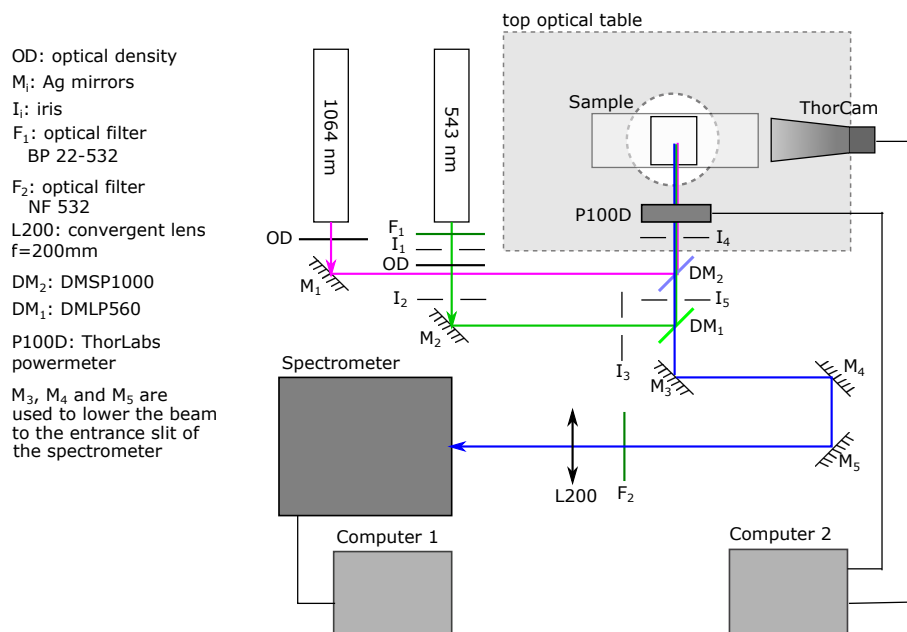 OD: optical density
Mi: Ag mirrors
Ii: iris
F1: optical filter
BP 22-532
F2: optical filter
NF 532
L200: convergent lens
f=200mm
DM2: DMSP1000
DM1: DMLP560
P100D: ThorLabs
powermeter
M3, M4 and M5 are
used to lower the beam
to the entrance slit of
the spectrometer
1064 nm
543 nm
top optical table
Sample
ThorCam
P100D
OD
F1
I1
OD
I4
M1
DM2
I2
I5
M2
DM1
I3
M3
M4
M5
Spectrometer
L200
F2
Computer 1
Computer 2